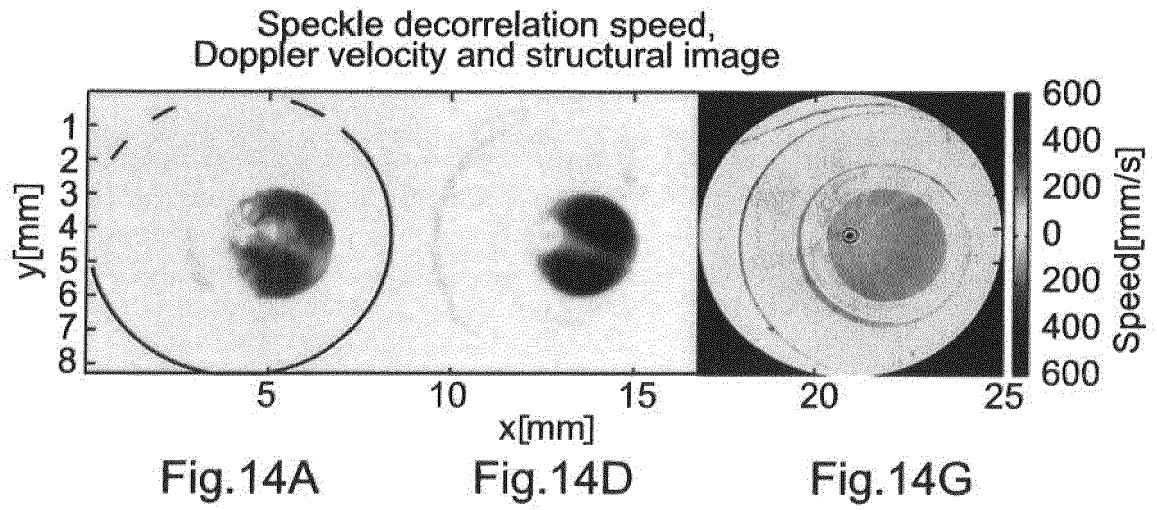 Speckle decorrelation speed,
Doppler velocity and structural image
1
2
3
4
5
6
7
8
y[mm]
5
10
15
20
25
x[mm]
600
400
200
0
200
400
600
Speed[mm/s]
Fig.14A
Fig.14D
Fig.14G